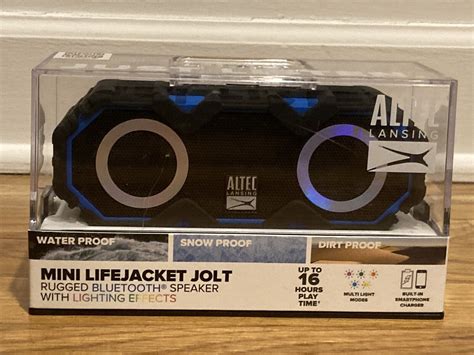 ALTEC
LANSING
ALTEC
LANSING
WATER PROOF
SNOW PROOF
DIRT PROOF
MINI LIFEJACKET JOLT
RUGGED BLUETOOTH® SPEAKER
WITH LIGHTING EFFECTS
UP TO
16
HOURS
PLAY
TIME*
MULTI LIGHT
MODES
BUILT-IN
SMARTPHONE
CHARGER